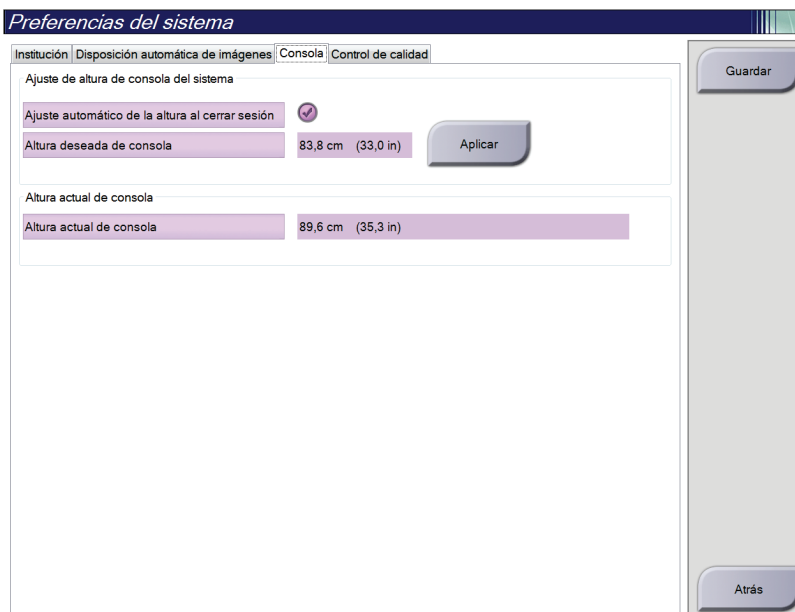 Preferencias del sistema
Institución Disposición automática de imágenes Consola Control de calidad
Guardar
Ajuste de altura de consola del sistema
Ajuste automático de la altura al cerrar sesión
Altura deseada de consola 83,8 cm (33,0 in) Aplicar
Altura actual de consola
Altura actual de consola 89,6 cm (35,3 in)
Atrás